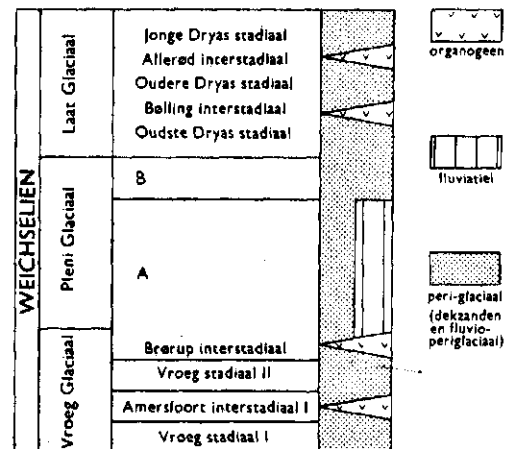 WEICHSELIEN
Laat Glaciaal
Pleni Glaciaal
Vroeg Glaciaal
Jonge Dryas stadiaal
Allerød interstadiaal
Oudere Dryas stadiaal
Bølling interstadiaal
Oudste Dryas stadiaal
B
A
Brørup interstadiaal
Vroeg stadiaal II
Amersfoort interstadiaal I
Vroeg stadiaal I
organogeen
fluviatiel
peri-glaciaal
(dekzanden
en fluvio-
periglaciaal)